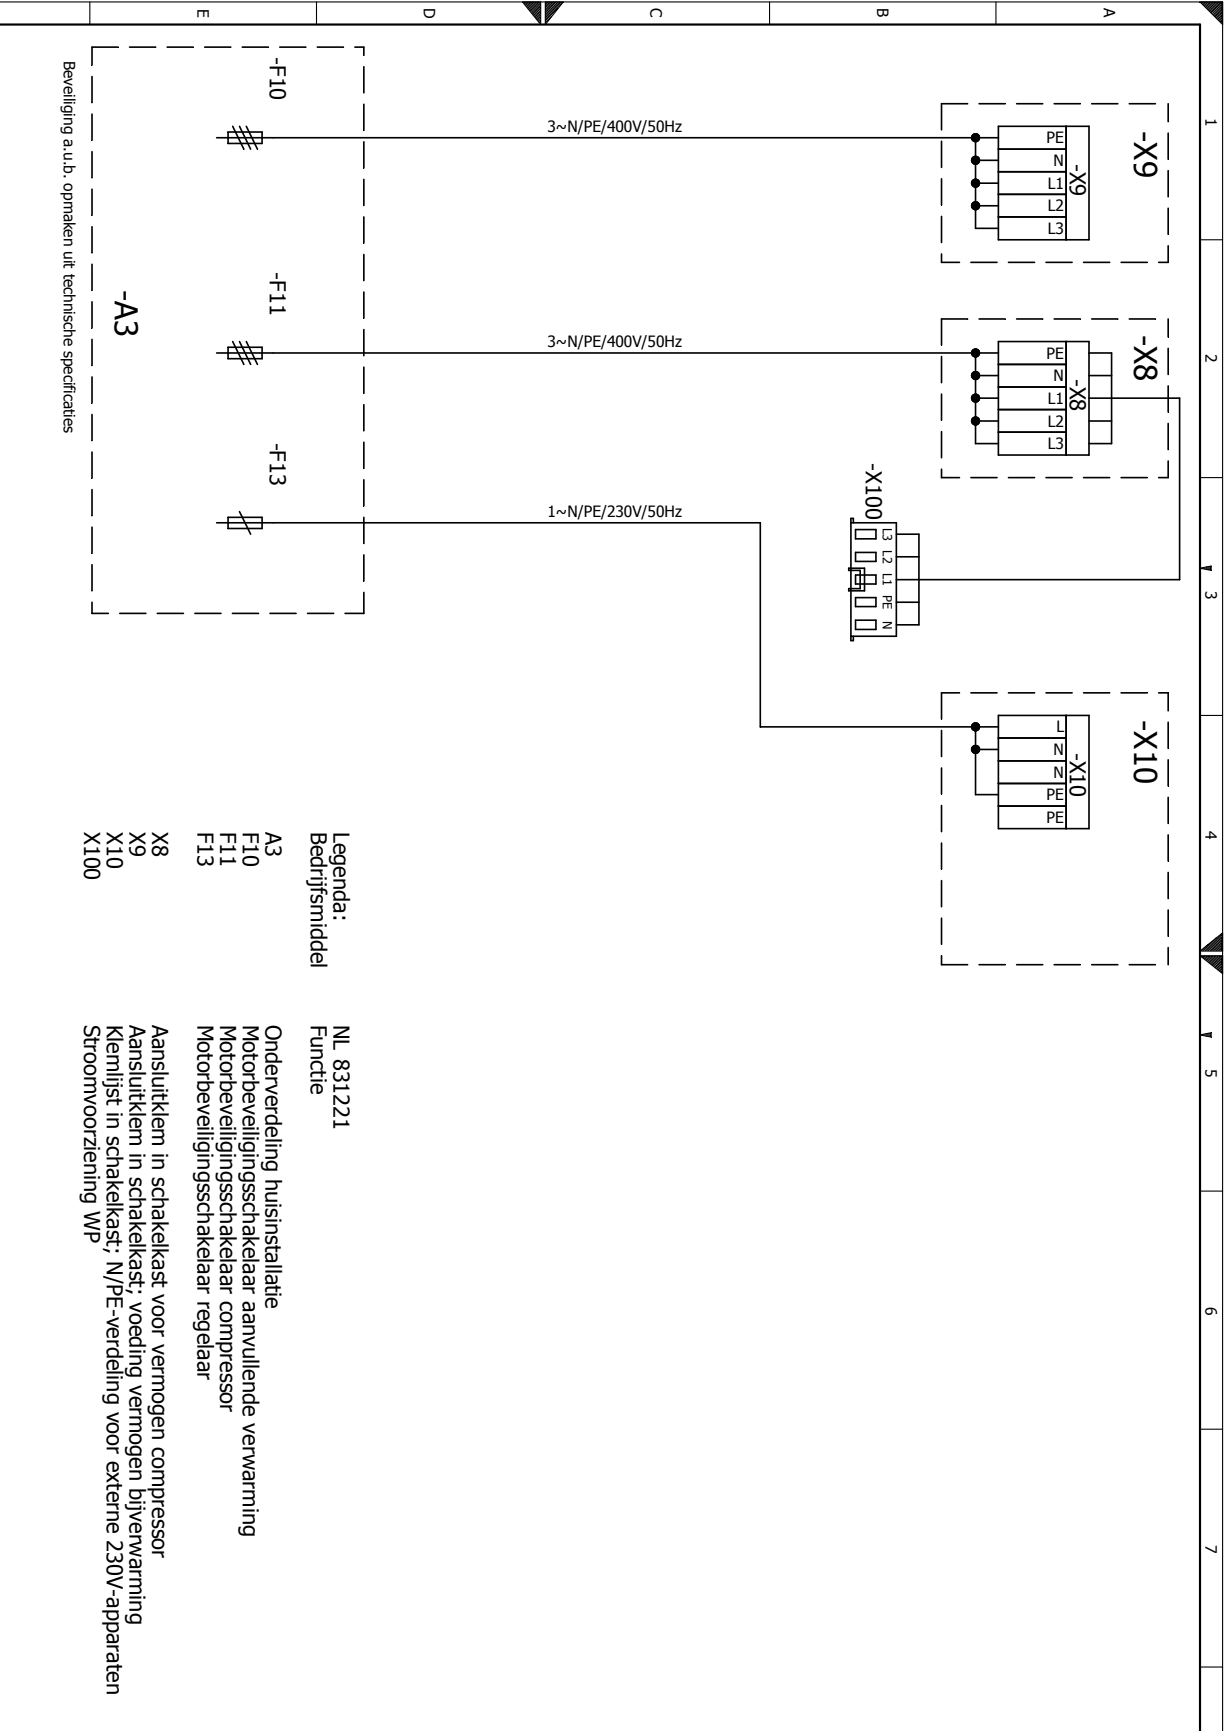 1
2
3
4
5
6
7
A
B
C
D
E
-X9
-X9
PE
N
L1
L2
L3
-X8
-X8
PE
N
L1
L2
L3
-X100
L3
L2
L1
PE
N
-X10
-X10
L
N
N
PE
PE
3~N/PE/400V/50Hz
3~N/PE/400V/50Hz
1~N/PE/230V/50Hz
-F10
-F11
-F13
-A3
Beveiliging a.u.b. opmaken uit technische specificaties
Legenda: NL 831221
Bedrijfsmiddel Functie
A3 Onderverdeling huisinstallatie
F10 Motorbeveiligingsschakelaar aanvullende verwarming
F11 Motorbeveiligingsschakelaar compressor
F13 Motorbeveiligingsschakelaar regelaar
X8 Aansluitklem in schakelkast voor vermogen compressor
X9 Aansluitklem in schakelkast; voeding vermogen bijverwarming
X10 Klemlijst in schakelkast; N/PE-verdeling voor externe 230V-apparaten
X100 Stroomvoorziening WP